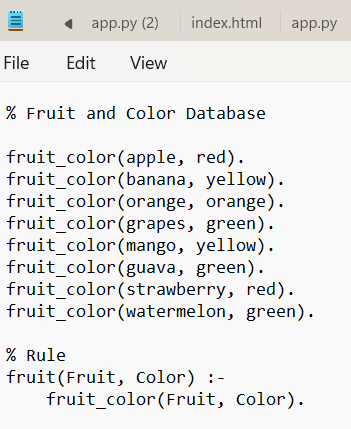 app.py (2) index.html app.py
File Edit View
% Fruit and Color Database
fruit_color(apple, red).
fruit_color(banana, yellow).
fruit_color(orange, orange).
fruit_color(grapes, green).
fruit_color(mango, yellow).
fruit_color(guava, green).
fruit_color(strawberry, red).
fruit_color(watermelon, green).
% Rule
fruit(Fruit, Color) :-
    fruit_color(Fruit, Color).